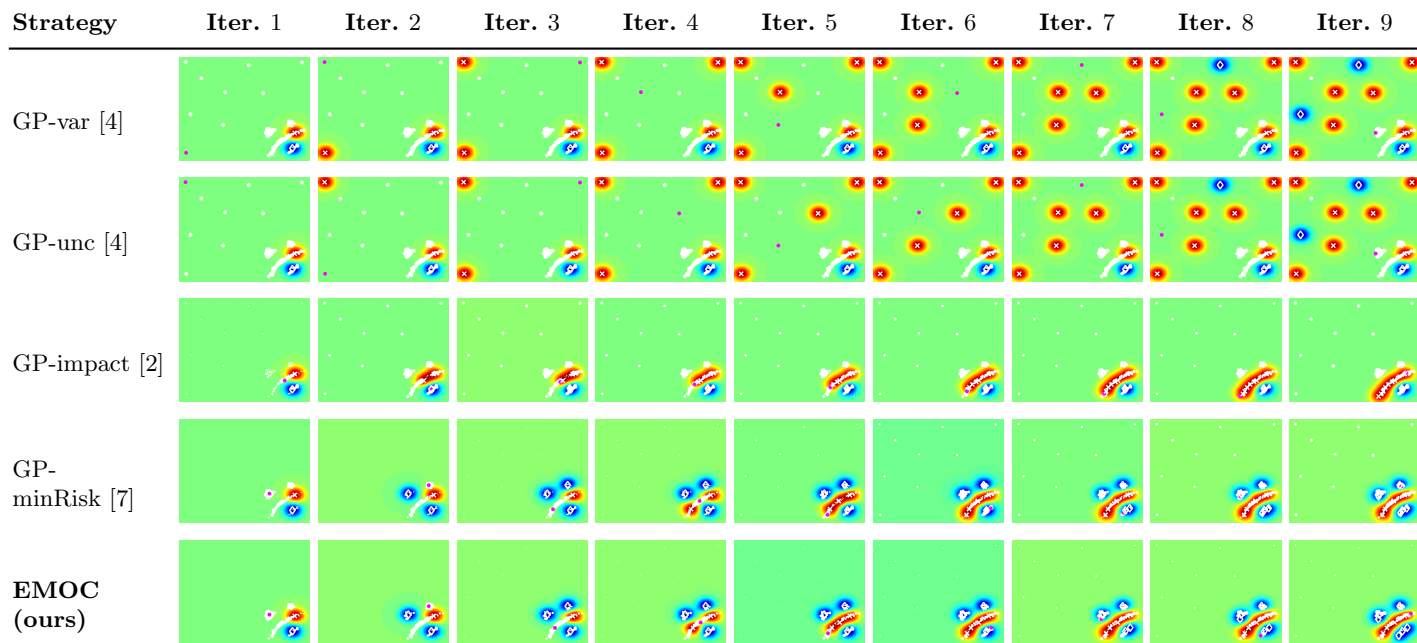 Strategy Iter. 1 Iter. 2 Iter. 3 Iter. 4 Iter. 5 Iter. 6 Iter. 7 Iter. 8 Iter. 9
GP-var [4]
GP-unc [4]
GP-impact [2]
GP-
minRisk [7]
EMOC
(ours)